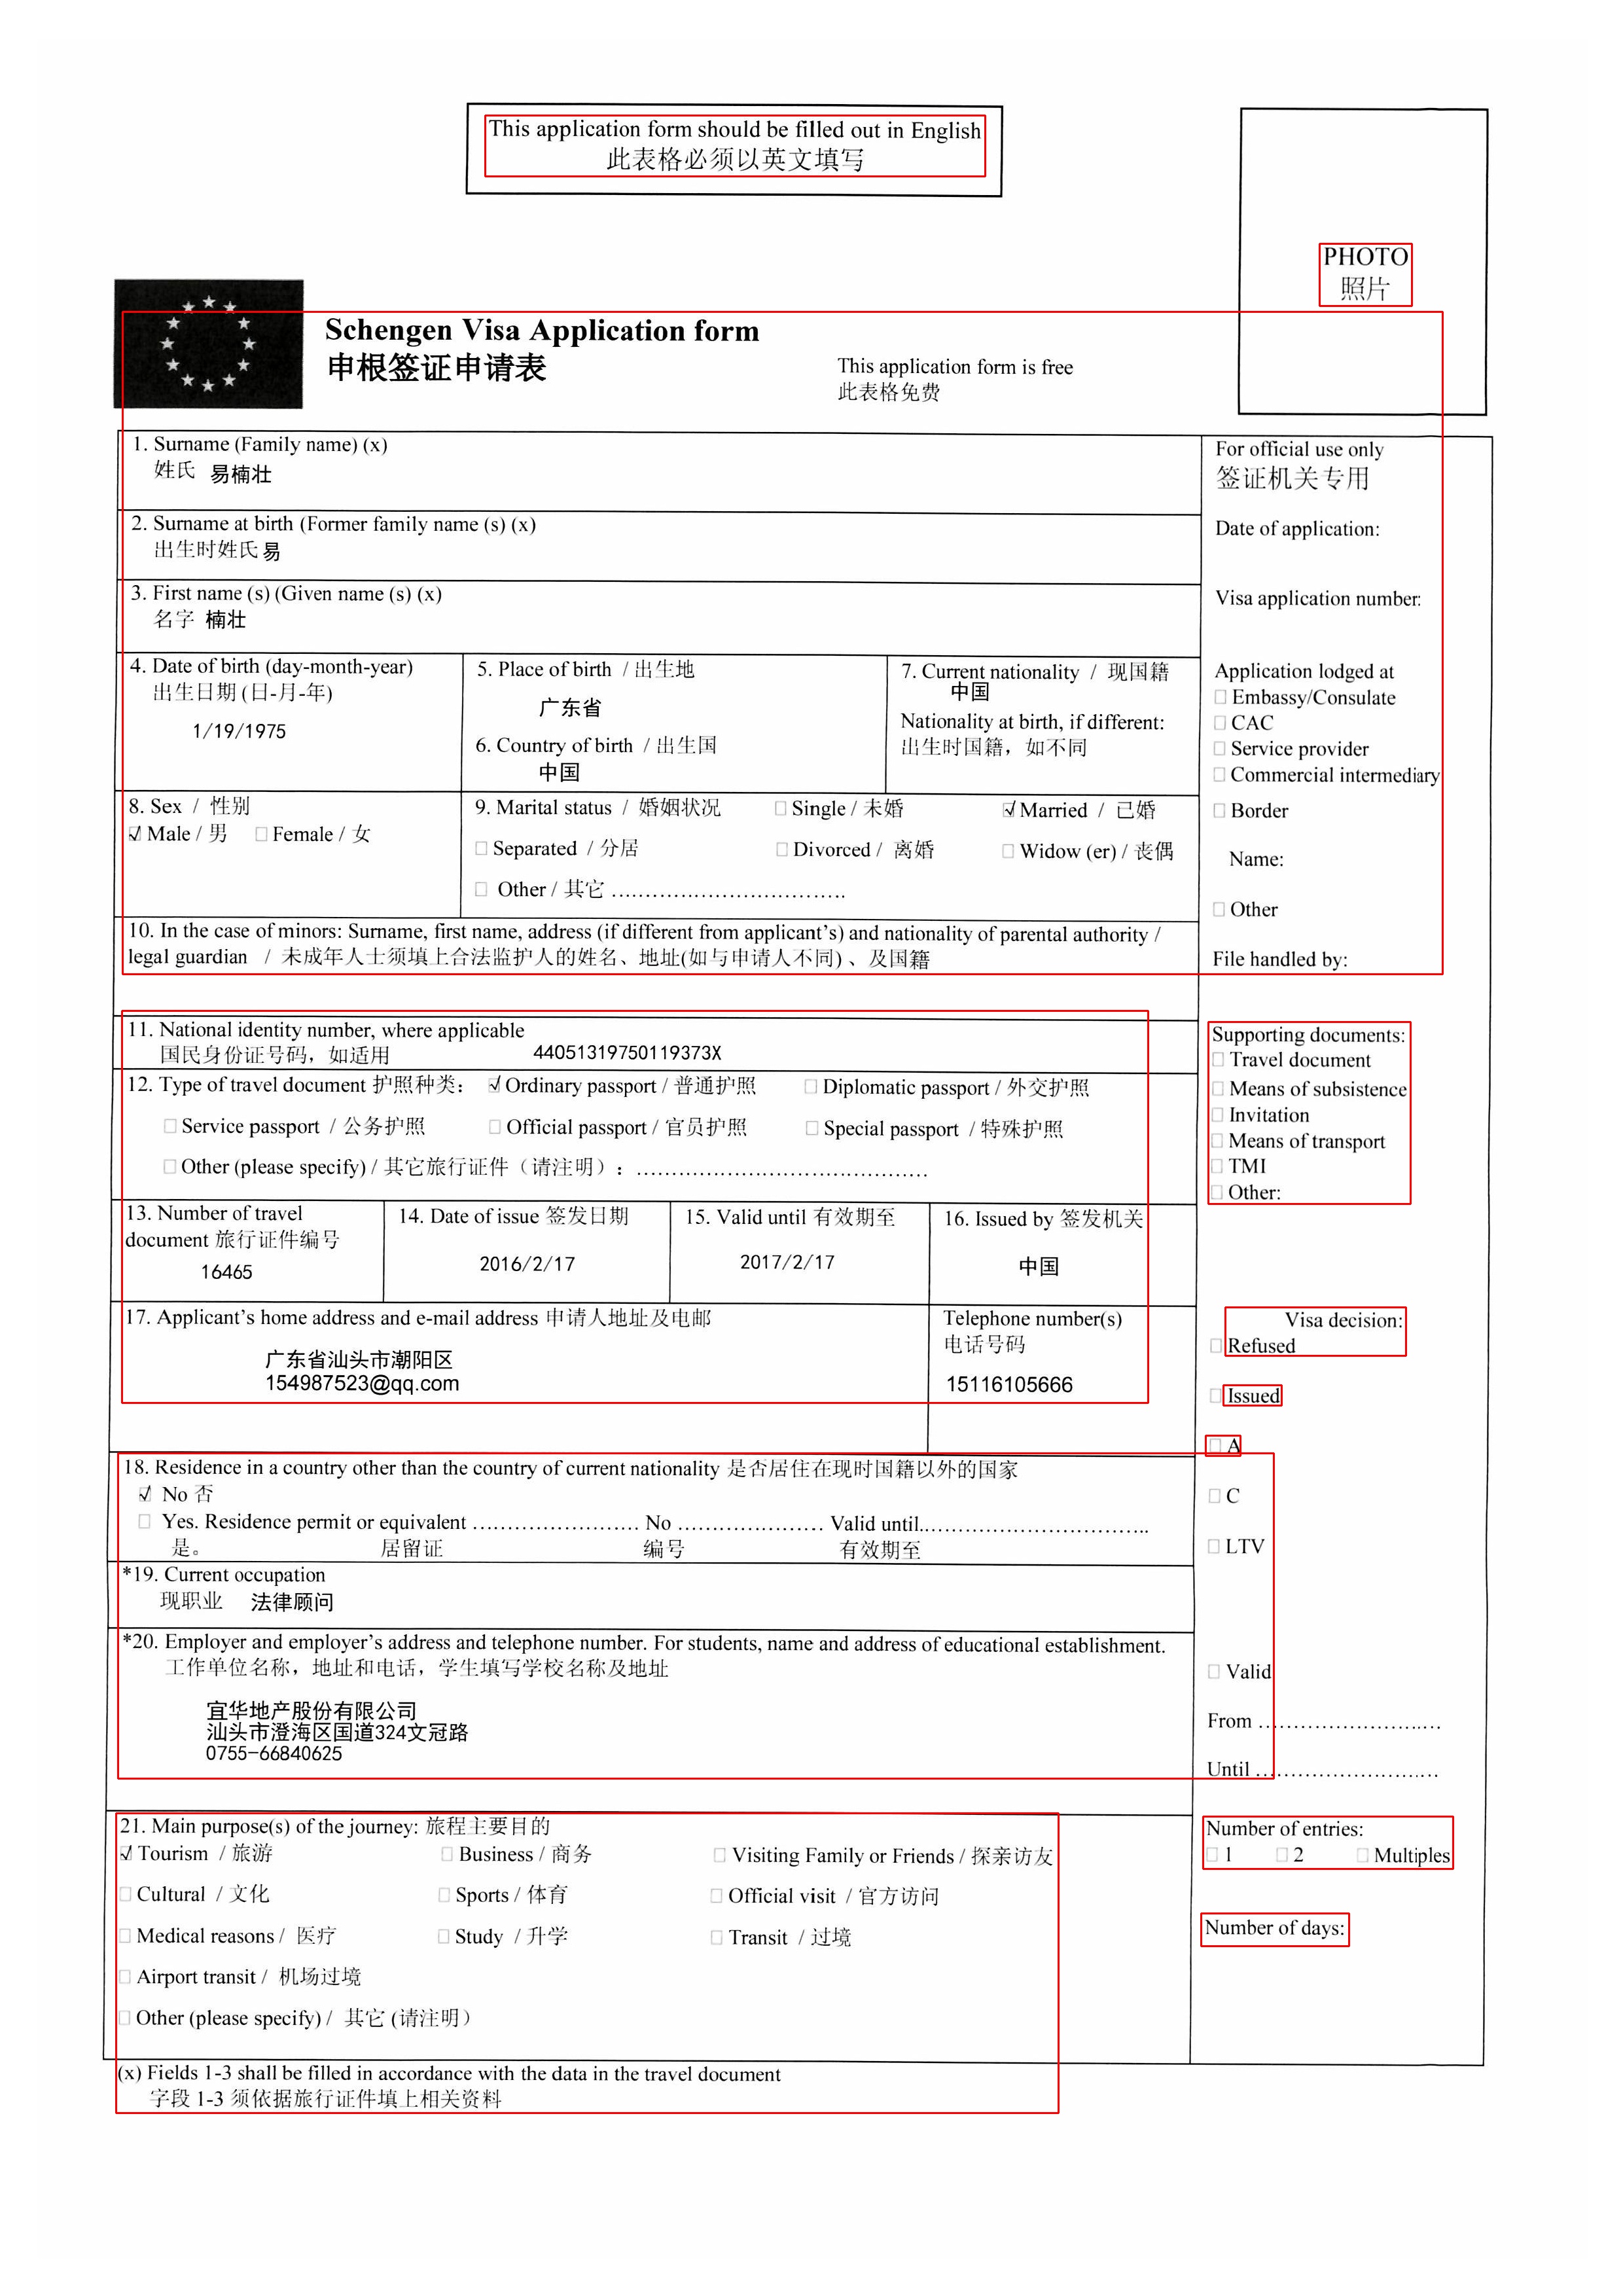 This application form should be filled out in English
此表格必须以英文填写
PHOTO
照片
Schengen Visa Application form
申根签证申请表
This application form is free
此表格免费
1. Surname (Family name) (x)
姓氏 易楠壮
2. Surname at birth (Former family name (s) (x)
出生时姓氏 易
3. First name (s) (Given name (s) (x)
名字 楠壮
4. Date of birth (day-month-year)
出生日期 (日-月-年)
1/19/1975
5. Place of birth / 出生地
广东省
6. Country of birth / 出生国
中国
7. Current nationality / 现国籍
中国
Nationality at birth, if different:
出生时国籍，如不同
8. Sex / 性别
Male / 男 Female / 女
9. Marital status / 婚姻状况 Single / 未婚 Married / 已婚
Separated / 分居 Divorced / 离婚 Widow (er) / 丧偶
Other / 其它 ..................................
10. In the case of minors: Surname, first name, address (if different from applicant's) and nationality of parental authority /
legal guardian / 未成年人士须填上合法监护人的姓名、地址(如与申请人不同) 、及国籍
For official use only
签证机关专用
Date of application:
Visa application number:
Application lodged at
Embassy/Consulate
CAC
Service provider
Commercial intermediary
Border
Name:
Other
File handled by:
11. National identity number, where applicable
国民身份证号码，如适用 44051319750119373X
12. Type of travel document 护照种类： Ordinary passport / 普通护照 Diplomatic passport / 外交护照
Service passport / 公务护照 Official passport / 官员护照 Special passport / 特殊护照
Other (please specify) / 其它旅行证件（请注明）: ..........................................
13. Number of travel
document 旅行证件编号
16465
14. Date of issue 签发日期
2016/2/17
15. Valid until 有效期至
2017/2/17
16. Issued by 签发机关
中国
17. Applicant's home address and e-mail address 申请人地址及电邮
广东省汕头市潮阳区
154987523@qq.com
Telephone number(s)
电话号码
15116105666
Supporting documents:
Travel document
Means of subsistence
Invitation
Means of transport
TMI
Other:
Visa decision:
Refused
Issued
A
C
LTV
Valid
From ..........................
Until ..........................
18. Residence in a country other than the country of current nationality 是否居住在现时国籍以外的国家
No 否
Yes. Residence permit or equivalent ........................ No ..................... Valid until..................................
是。 居留证 编号 有效期至
*19. Current occupation
现职业 法律顾问
*20. Employer and employer's address and telephone number. For students, name and address of educational establishment.
工作单位名称，地址和电话，学生填写学校名称及地址
宜华地产股份有限公司
汕头市澄海区国道324文冠路
0755-66840625
21. Main purpose(s) of the journey: 旅程主要目的
Tourism / 旅游 Business / 商务 Visiting Family or Friends / 探亲访友
Cultural / 文化 Sports / 体育 Official visit / 官方访问
Medical reasons / 医疗 Study / 升学 Transit / 过境
Airport transit / 机场过境
Other (please specify) / 其它 (请注明）
Number of entries:
1 2 Multiples
Number of days:
(x) Fields 1-3 shall be filled in accordance with the data in the travel document
字段 1-3 须依据旅行证件填上相关资料